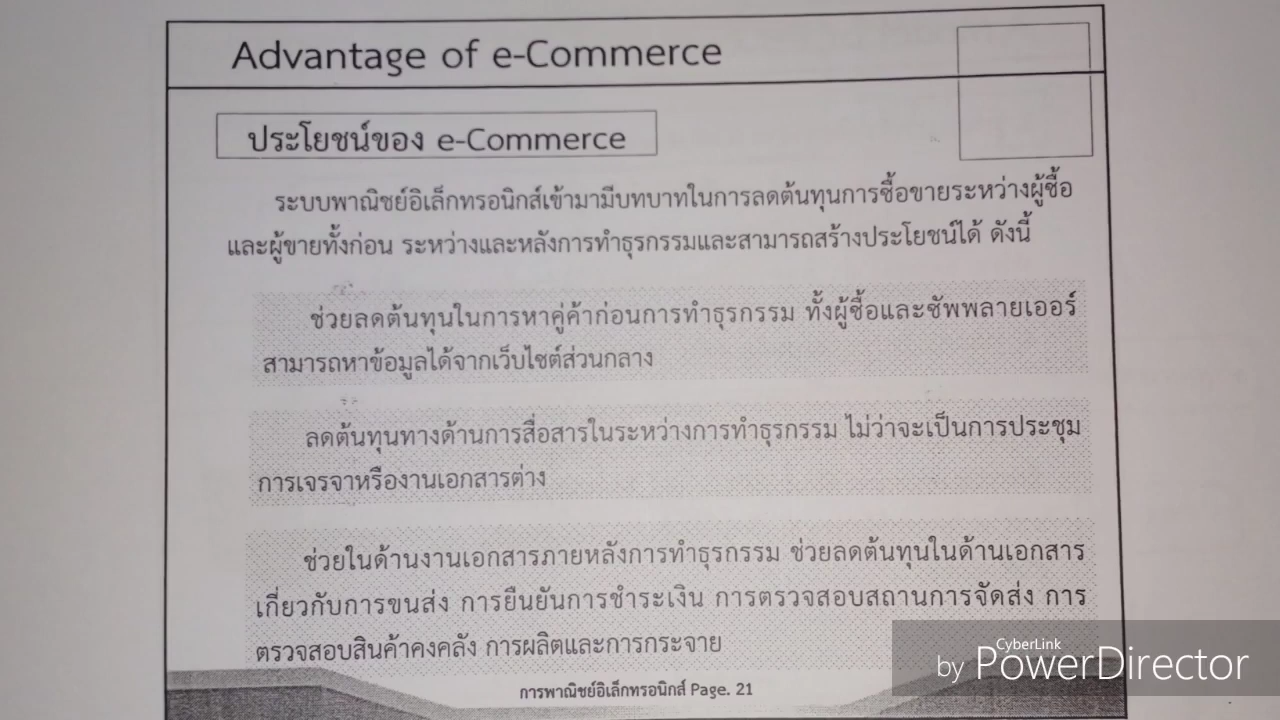 Advantage of e-Commerce
ประโยชน์ของ e-Commerce
ระบบพาณิชย์อิเล็กทรอนิกส์เข้ามามีบทบาทในการลดต้นทุนการซื้อขายระหว่างผู้ซื้อ
และผู้ขายทั้งก่อน ระหว่างและหลังการทำธุรกรรมและสามารถสร้างประโยชน์ได้ ดังนี้
ช่วยลดต้นทุนในการหาคู่ค้าก่อนการทำธุรกรรม ทั้งผู้ซื้อและซัพพลายเออร์
สามารถหาข้อมูลได้จากเว็บไซต์ส่วนกลาง
ลดต้นทุนทางด้านการสื่อสารในระหว่างการทำธุรกรรม ไม่ว่าจะเป็นการประชุม
การเจรจาหรืองานเอกสารต่าง
ช่วยในด้านงานเอกสารภายหลังการทำธุรกรรม ช่วยลดต้นทุนในด้านเอกสาร
เกี่ยวกับการขนส่ง การยืนยันการชำระเงิน การตรวจสอบสถานการจัดส่ง การ
ตรวจสอบสินค้าคงคลัง การผลิตและการกระจาย
การพาณิชย์อิเล็กทรอนิกส์ Page. 21
CyberLink
by PowerDirector